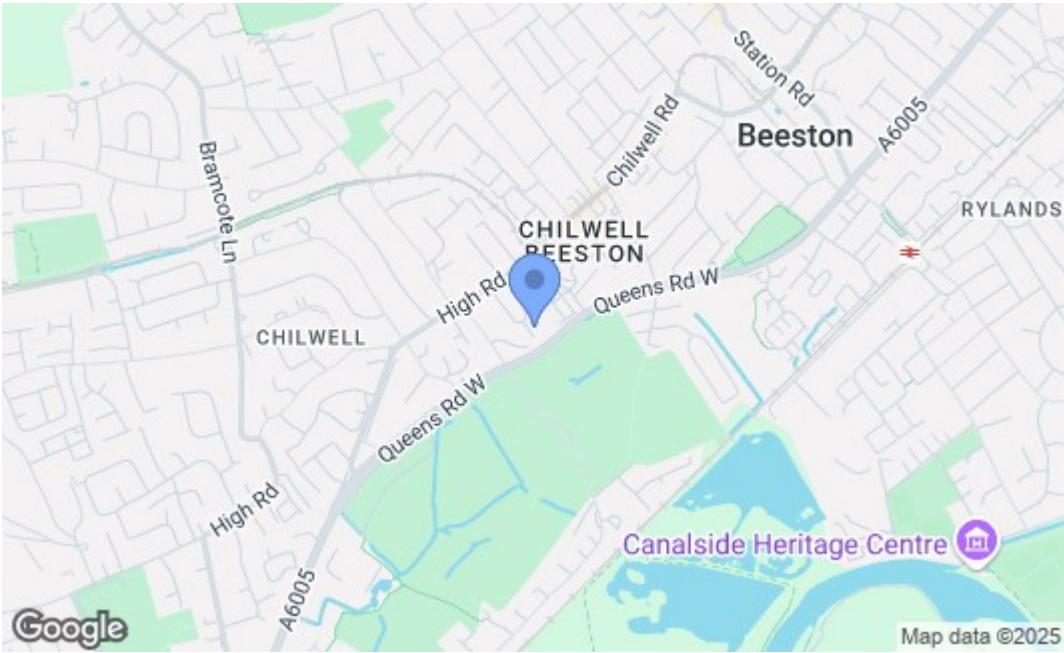 Station Rd
A6005
Chilwell Rd
Beeston
Bramcote Ln
RYLANDS
CHILWELL
BEESTON
High Rd
Queens Rd W
CHILWELL
Queens Rd W
High Rd
Canalside Heritage Centre
A6005
Google
Map data ©2025